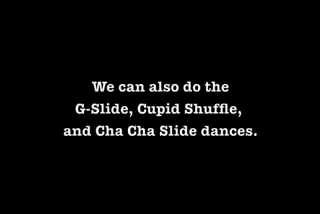 We can also do the
G-Slide, Cupid Shuffle,
and Cha Cha Slide dances.